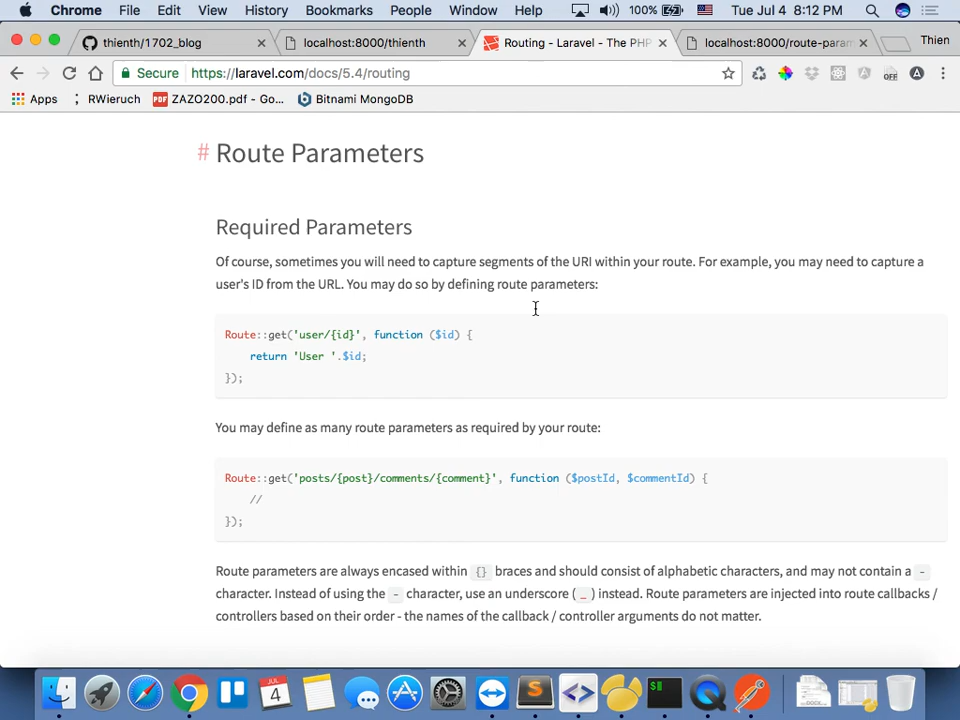 Chrome File Edit View History Bookmarks People Window Help 100% Tue Jul 4 8:12 PM
thienth/1702_blog
localhost:8000/thienth
Routing - Laravel - The PHP
localhost:8000/route-param
Thien
Secure https://laravel.com/docs/5.4/routing
OFF A
Apps RWieruch PDF ZAZO200.pdf - Go... Bitnami MongoDB
# Route Parameters
Required Parameters
Of course, sometimes you will need to capture segments of the URI within your route. For example, you may need to capture a
user's ID from the URL. You may do so by defining route parameters:
Route::get('user/{id}', function ($id) {
return 'User '.$id;
});
You may define as many route parameters as required by your route:
Route::get('posts/{post}/comments/{comment}', function ($postId, $commentId) {
//
});
Route parameters are always encased within {} braces and should consist of alphabetic characters, and may not contain a -
character. Instead of using the - character, use an underscore (_) instead. Route parameters are injected into route callbacks /
controllers based on their order - the names of the callback / controller arguments do not matter.
JUL
4
S
$
.DOCX